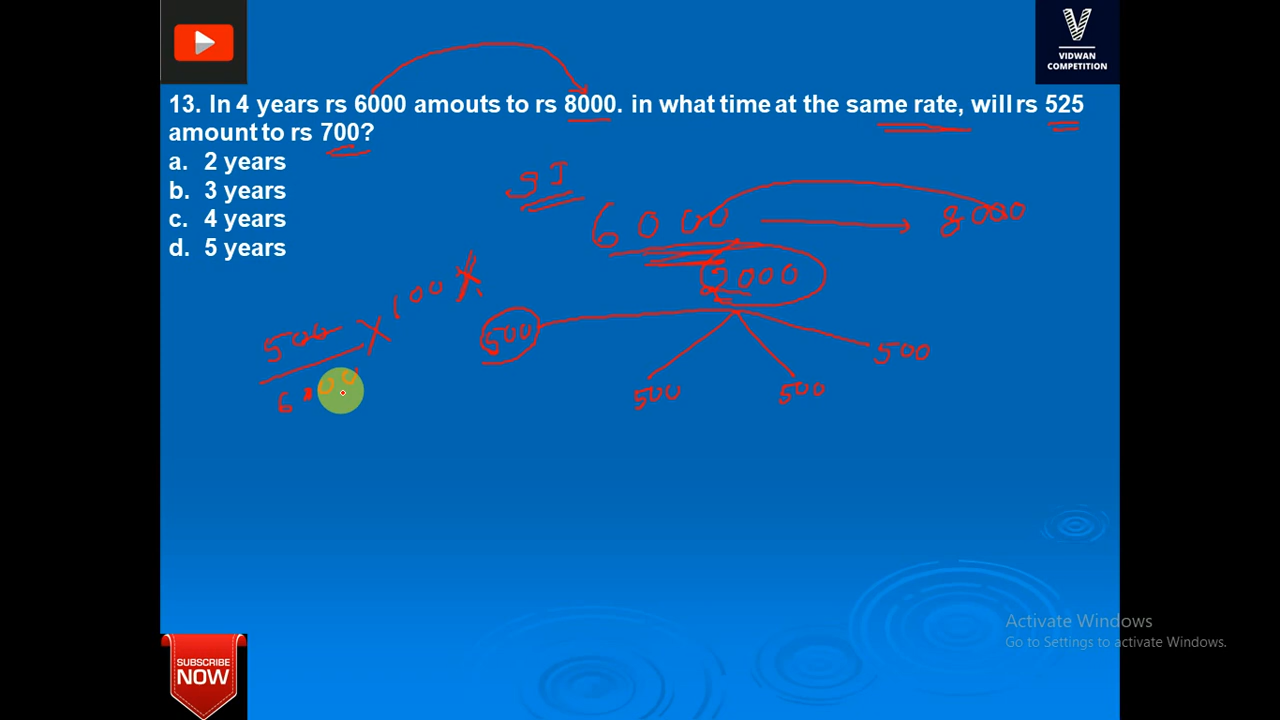 VIDWAN
COMPETITION
13. In 4 years rs 6000 amouts to rs 8000. in what time at the same rate, will rs 525
amount to rs 700?
a. 2 years
b. 3 years
c. 4 years
d. 5 years
SI
6000 8000
2000
500 × 100
6000
500
500
500
500
Activate Windows
Go to Settings to activate Windows.
SUBSCRIBE
NOW